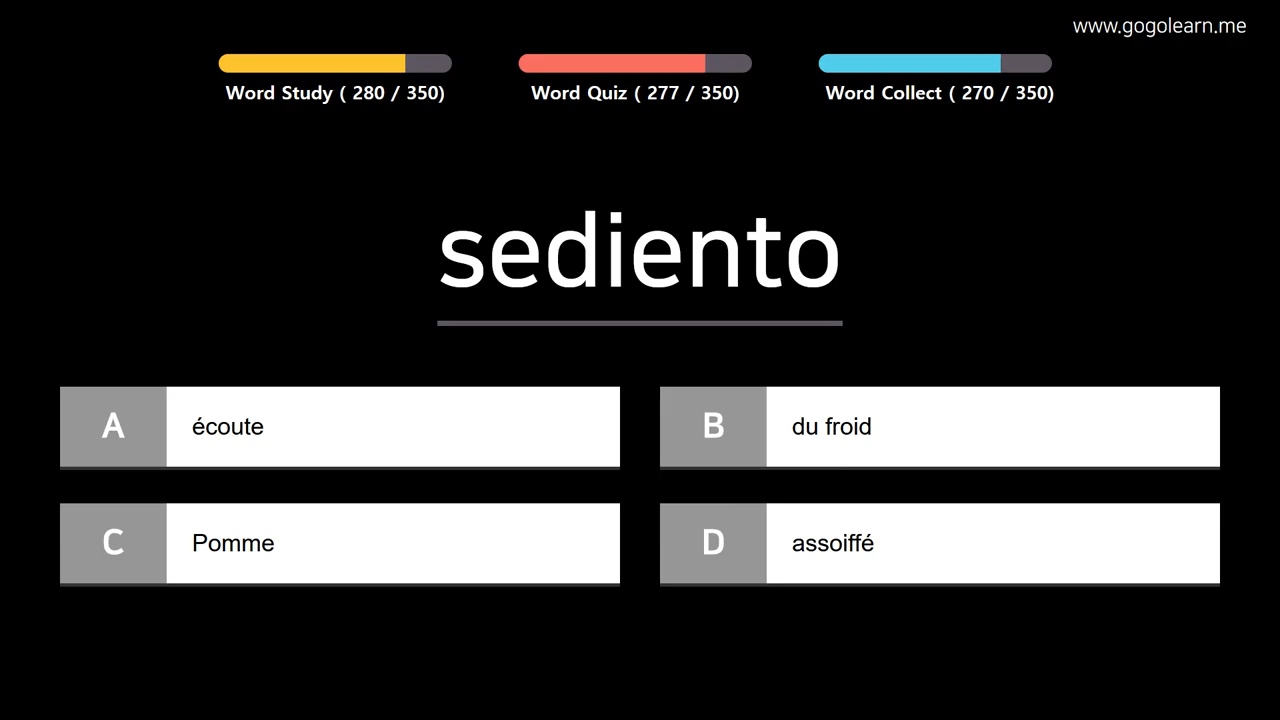 www.gogolearn.me
Word Study ( 280 / 350)
Word Quiz ( 277 / 350)
Word Collect ( 270 / 350)
sediento
A écoute
B du froid
C Pomme
D assoiffé